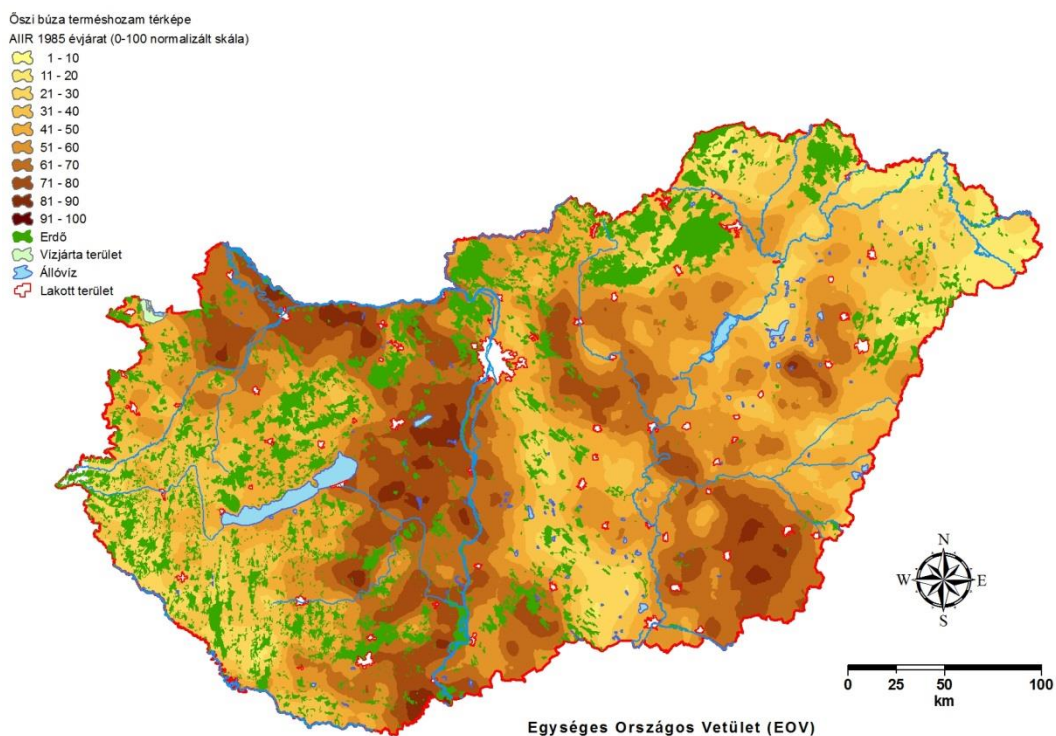 Őszi búza terméshozam térképe
AIIR 1985 évjárat (0-100 normalizált skála)
1 - 10
11 - 20
21 - 30
31 - 40
41 - 50
51 - 60
61 - 70
71 - 80
81 - 90
91 - 100
Erdő
Vízjárta terület
Állóvíz
Lakott terület
N
W E
S
0 25 50 100
km
Egységes Országos Vetület (EOV)